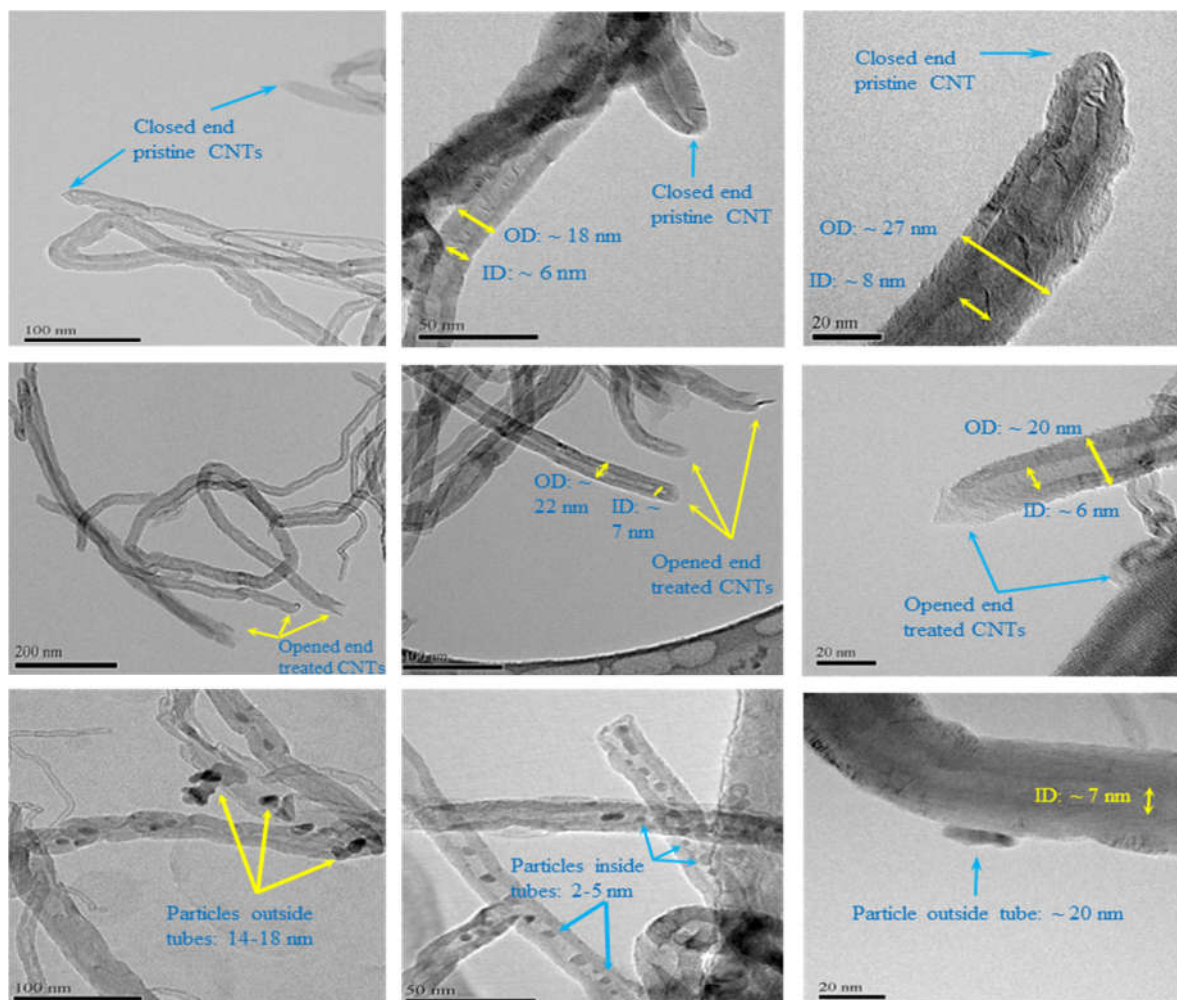 Closed end
pristine CNTs
100 nm
Closed end
pristine CNT
OD: ~ 18 nm
ID: ~ 6 nm
50 nm
Closed end
pristine CNT
OD: ~ 27 nm
ID: ~ 8 nm
20 nm
Opened end
treated CNTs
200 nm
OD: ~
22 nm
ID: ~
7 nm
Opened end
treated CNTs
100 nm
OD: ~ 20 nm
ID: ~ 6 nm
Opened end
treated CNTs
20 nm
Particles outside
tubes: 14-18 nm
100 nm
Particles inside
tubes: 2-5 nm
50 nm
ID: ~ 7 nm
Particle outside tube: ~ 20 nm
20 nm